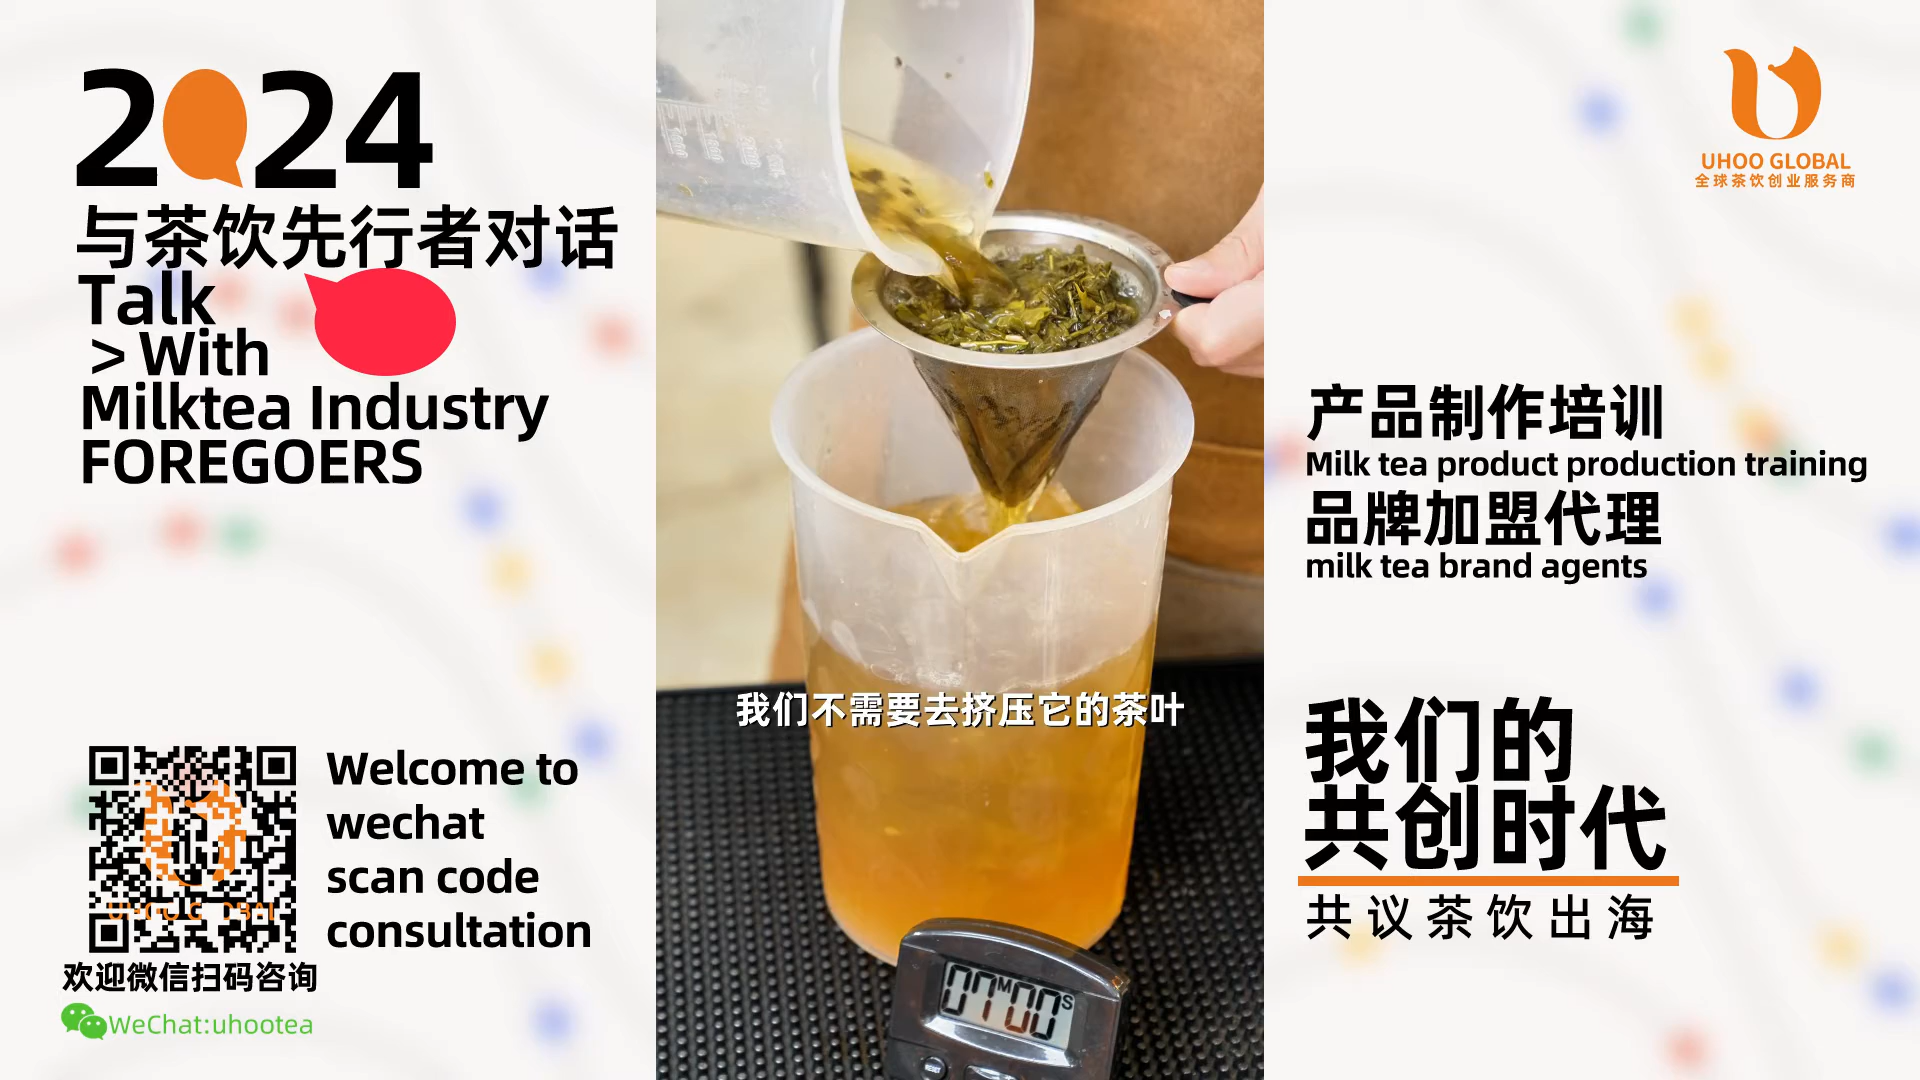 2024
与茶饮先行者对话
Talk
> With
Milktea Industry
FOREGOERS
Welcome to
wechat
scan code
consultation
欢迎微信扫码咨询
WeChat:uhootea
我们不需要去挤压它的茶叶
07M00S
RESET
UHOO GLOBAL
全球茶饮创业服务商
产品制作培训
Milk tea product production training
品牌加盟代理
milk tea brand agents
我们的
共创时代
共议茶饮出海